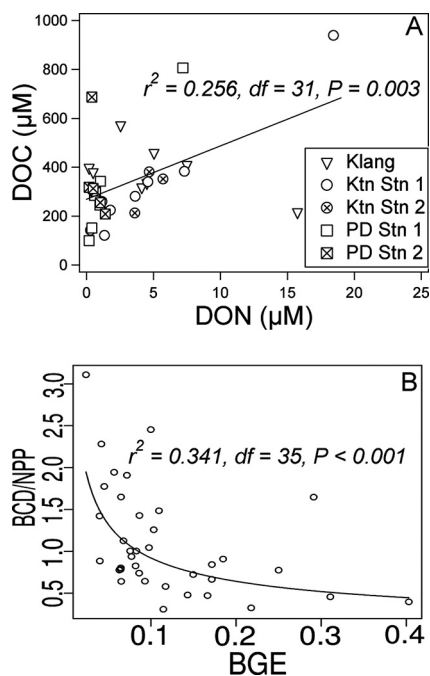 A
1000
800
600
400
200
0
DOC (µM)
r² = 0.256, df = 31, P = 0.003
Klang
Ktn Stn 1
Ktn Stn 2
PD Stn 1
PD Stn 2
0 5 10 15 20 25
DON (µM)
B
3.0
2.5
2.0
1.5
1.0
0.5
BCD/NPP
r² = 0.341, df = 35, P < 0.001
0.1 0.2 0.3 0.4
BGE